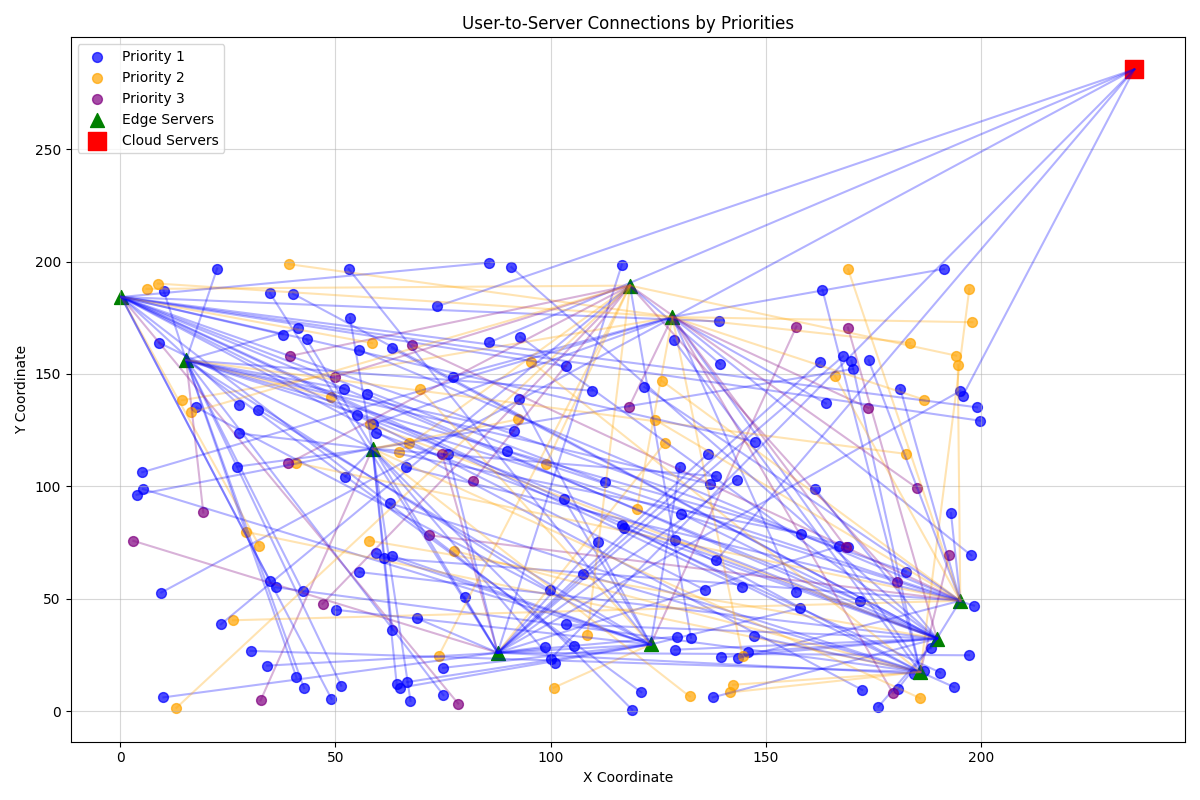 User-to-Server Connections by Priorities
Priority 1
Priority 2
Priority 3
Edge Servers
Cloud Servers
Y Coordinate
250
200
150
100
50
0
0
50
100
150
200
X Coordinate